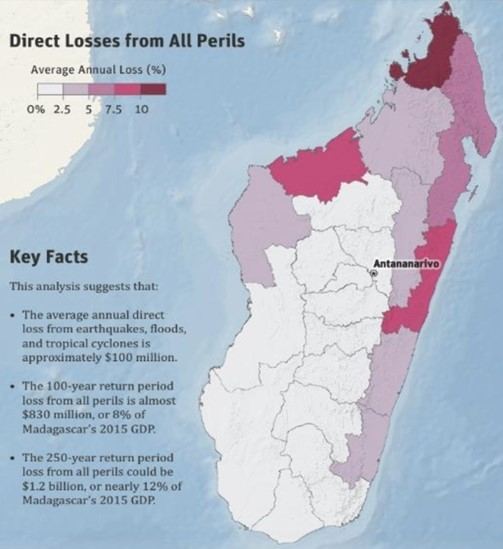 Direct Losses from All Perils
Average Annual Loss (%)
0% 2.5 5 7.5 10
Antananarivo
Key Facts
This analysis suggests that:
• The average annual direct
loss from earthquakes, floods,
and tropical cyclones is
approximately $100 million.
• The 100-year return period
loss from all perils is almost
$830 million, or 8% of
Madagascar's 2015 GDP.
• The 250-year return period
loss from all perils could be
$1.2 billion, or nearly 12% of
Madagascar's 2015 GDP.